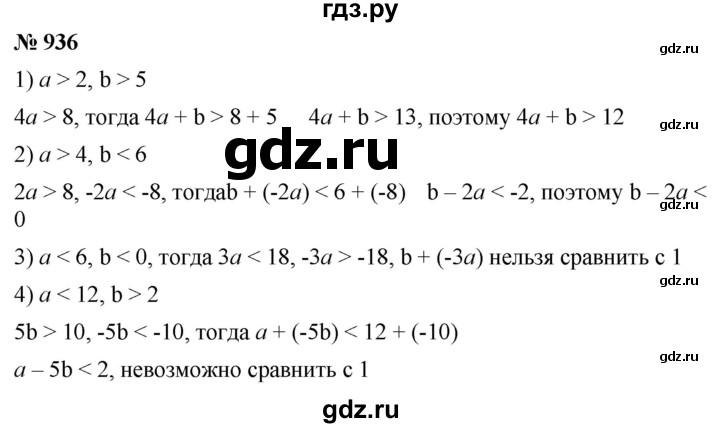 гдз.ру
№ 936
gdz.ru
1) a > 2, b > 5
4a > 8, тогда 4a + b > 8 + 5 4a + b > 13, поэтому 4a + b > 12
gdz.ru
gdz.ru
2) a > 4, b < 6
2a > 8, -2a < -8, тогдаb + (-2a) < 6 + (-8) b – 2a < -2, поэтому b – 2a <
gdz.ru
0
3) a < 6, b < 0, тогда 3a < 18, -3a > -18, b + (-3a) нельзя сравнить с 1
gdz.ru
4) a < 12, b > 2
5b > 10, -5b < -10, тогда a + (-5b) < 12 + (-10)
gdz.ru
a – 5b < 2, невозможно сравнить с 1
gdz.ru